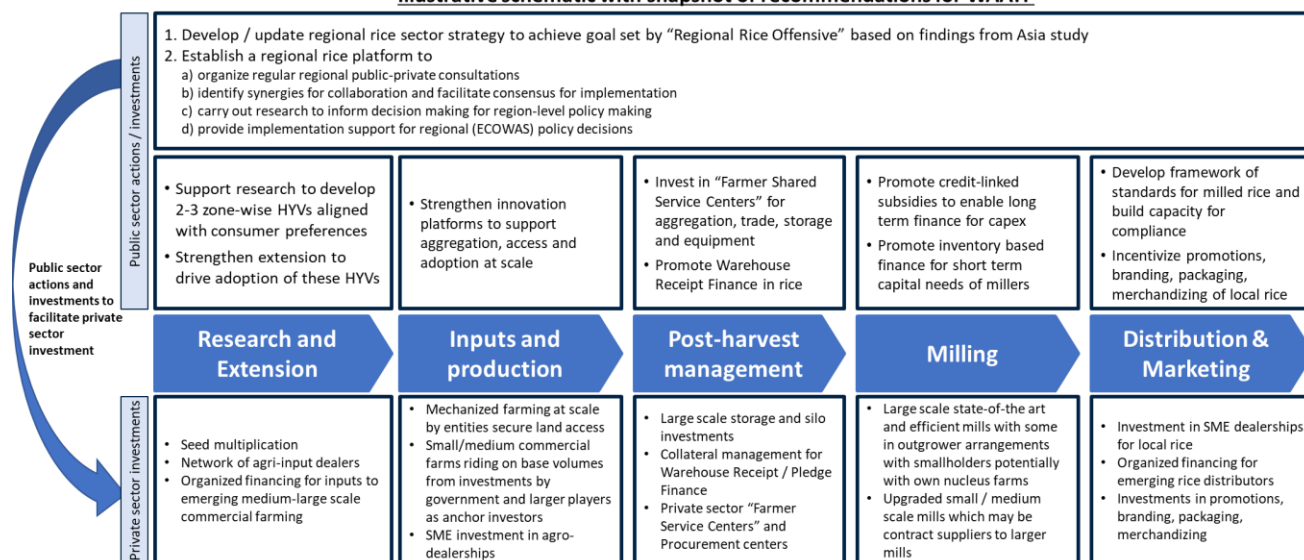 Illustrative schematic with snapshot of recommendations for WAATP
1. Develop / update regional rice sector strategy to achieve goal set by “Regional Rice Offensive” based on findings from Asia study
2. Establish a regional rice platform to
a) organize regular regional public-private consultations
b) identify synergies for collaboration and facilitate consensus for implementation
c) carry out research to inform decision making for region-level policy making
d) provide implementation support for regional (ECOWAS) policy decisions
Public sector actions / investments
• Support research to develop
2-3 zone-wise HYVs aligned
with consumer preferences
• Strengthen extension to
drive adoption of these HYVs
• Strengthen innovation
platforms to support
aggregation, access and
adoption at scale
• Invest in “Farmer Shared
Service Centers” for
aggregation, trade, storage
and equipment
• Promote Warehouse
Receipt Finance in rice
• Promote credit-linked
subsidies to enable long
term finance for capex
• Promote inventory based
finance for short term
capital needs of millers
• Develop framework of
standards for milled rice and
build capacity for
compliance
• Incentivize promotions,
branding, packaging,
merchandizing of local rice
Public sector
actions and
investments to
facilitate private
sector
investment
Research and
Extension
Inputs and
production
Post-harvest
management
Milling
Distribution &
Marketing
Private sector investments
• Seed multiplication
• Network of agri-input dealers
• Organized financing for inputs to
emerging medium-large scale
commercial farming
• Mechanized farming at scale
by entities secure land access
• Small/medium commercial
farms riding on base volumes
from investments by
government and larger players
as anchor investors
• SME investment in agro-
dealerships
• Large scale storage and silo
investments
• Collateral management for
Warehouse Receipt / Pledge
Finance
• Private sector “Farmer
Service Centers” and
Procurement centers
• Large scale state-of-the art
and efficient mills with some
in outgrower arrangements
with smallholders potentially
with own nucleus farms
• Upgraded small / medium
scale mills which may be
contract suppliers to larger
mills
• Investment in SME dealerships
for local rice
• Organized financing for
emerging rice distributors
• Investments in promotions,
branding, packaging,
merchandizing